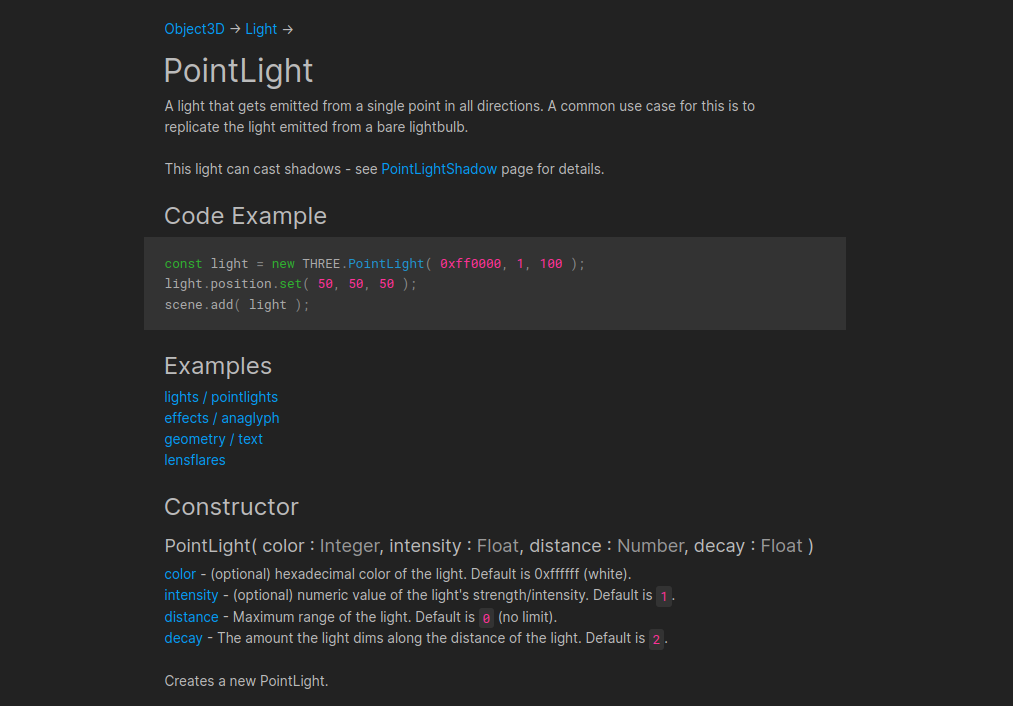 Object3D → Light →
PointLight
A light that gets emitted from a single point in all directions. A common use case for this is to
replicate the light emitted from a bare lightbulb.
This light can cast shadows - see PointLightShadow page for details.
Code Example
const light = new THREE.PointLight( 0xff0000, 1, 100 );
light.position.set( 50, 50, 50 );
scene.add( light );
Examples
lights / pointlights
effects / anaglyph
geometry / text
lensflares
Constructor
PointLight( color : Integer, intensity : Float, distance : Number, decay : Float )
color - (optional) hexadecimal color of the light. Default is 0xffffff (white).
intensity - (optional) numeric value of the light's strength/intensity. Default is 1.
distance - Maximum range of the light. Default is 0 (no limit).
decay - The amount the light dims along the distance of the light. Default is 2.
Creates a new PointLight.